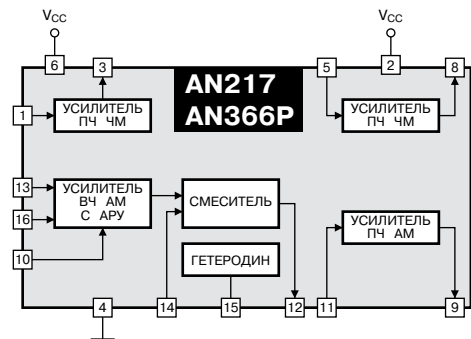 VCC
VCC
6
3
5
2
8
AN217
AN366P
1
УСИЛИТЕЛЬ
ПЧ ЧМ
УСИЛИТЕЛЬ
ПЧ ЧМ
13
16
10
УСИЛИТЕЛЬ
ВЧ АМ
С АРУ
СМЕСИТЕЛЬ
УСИЛИТЕЛЬ
ПЧ АМ
ГЕТЕРОДИН
4
14
15
12
11
9